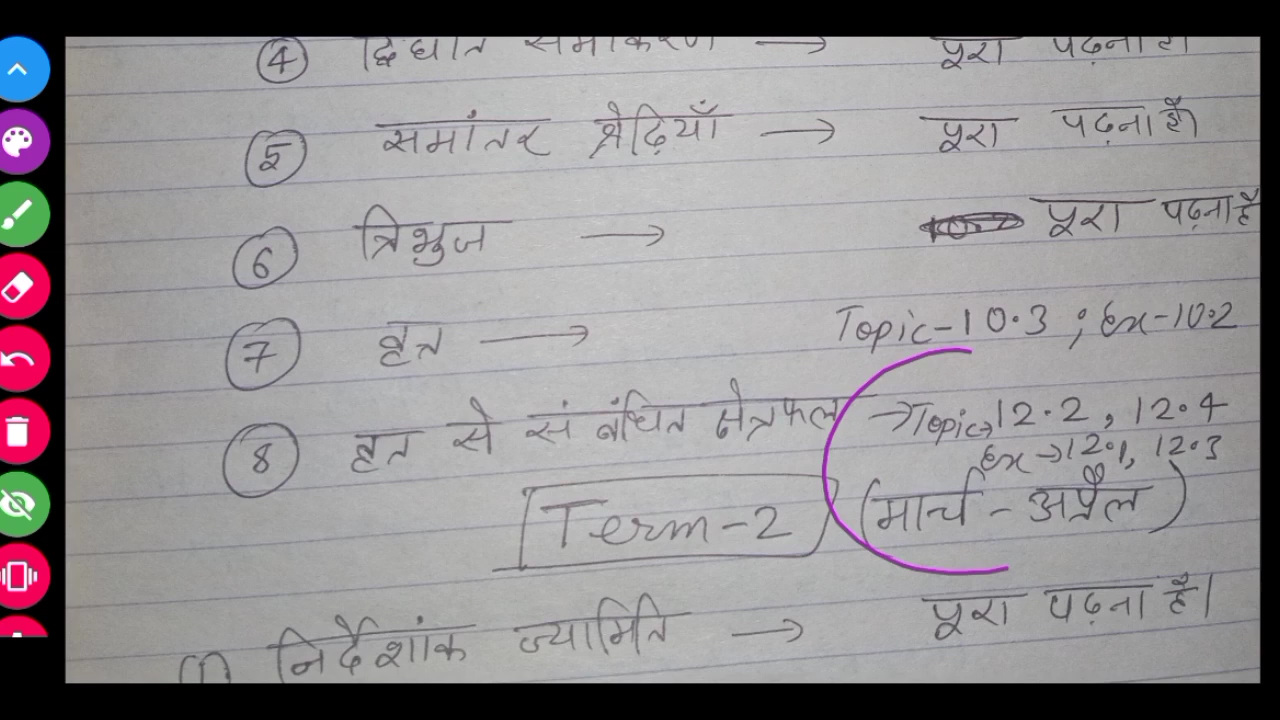 ④ द्विघात समीकरण → पूरा पढ़ना है।
⑤ समांतर श्रेढ़ियाँ → पूरा पढ़ना है।
⑥ त्रिभुज → पूरा पढ़ना है
⑦ वृत्त → Topic-10.3 ; Ex-10.2
⑧ वृत्त से संबंधित क्षेत्रफल → Topic→12.2, 12.4
Ex→12.1, 12.3
Term-2 (मार्च - अप्रैल)
(1) निर्देशांक ज्यामिति → पूरा पढ़ना है।